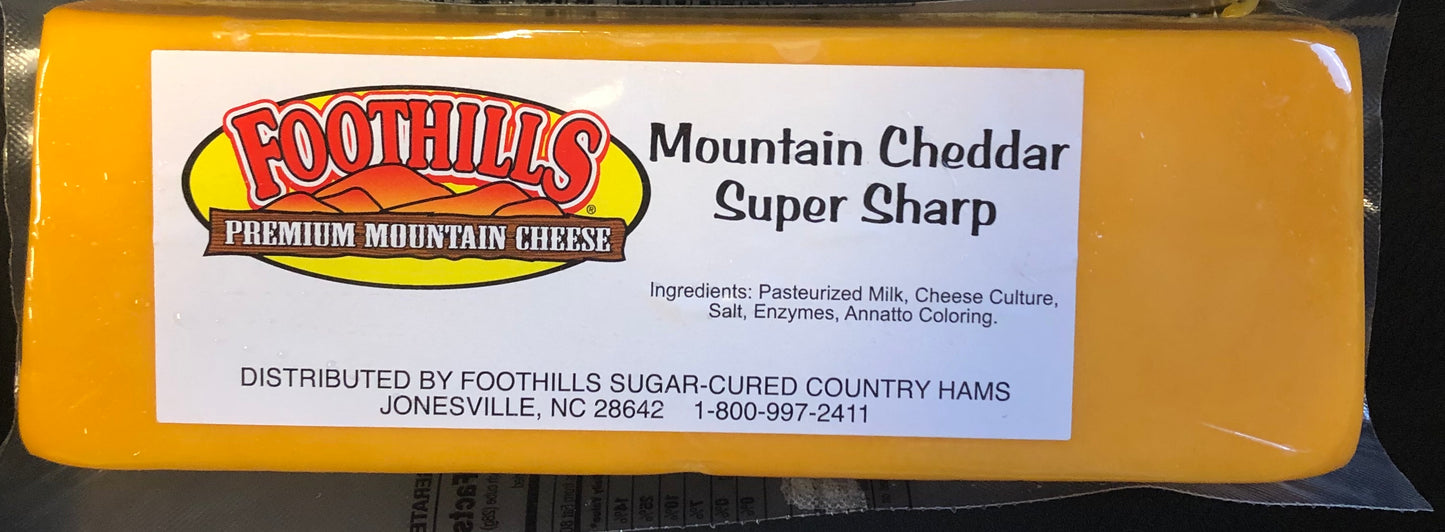 FOOTHILLS
®
PREMIUM MOUNTAIN CHEESE
Mountain Cheddar
Super Sharp
Ingredients: Pasteurized Milk, Cheese Culture,
Salt, Enzymes, Annatto Coloring.
DISTRIBUTED BY FOOTHILLS SUGAR-CURED COUNTRY HAMS
JONESVILLE, NC 28642 1-800-997-2411
Facts